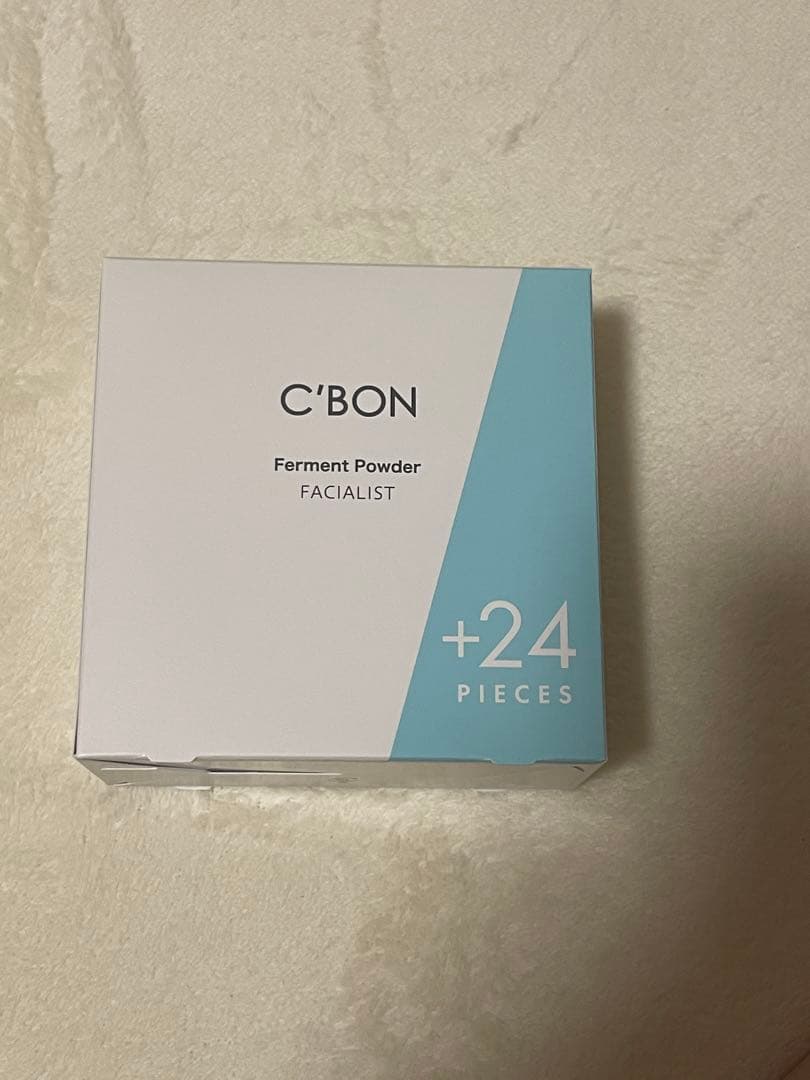 C'BON
Ferment Powder
FACIALIST
+24
PIECES